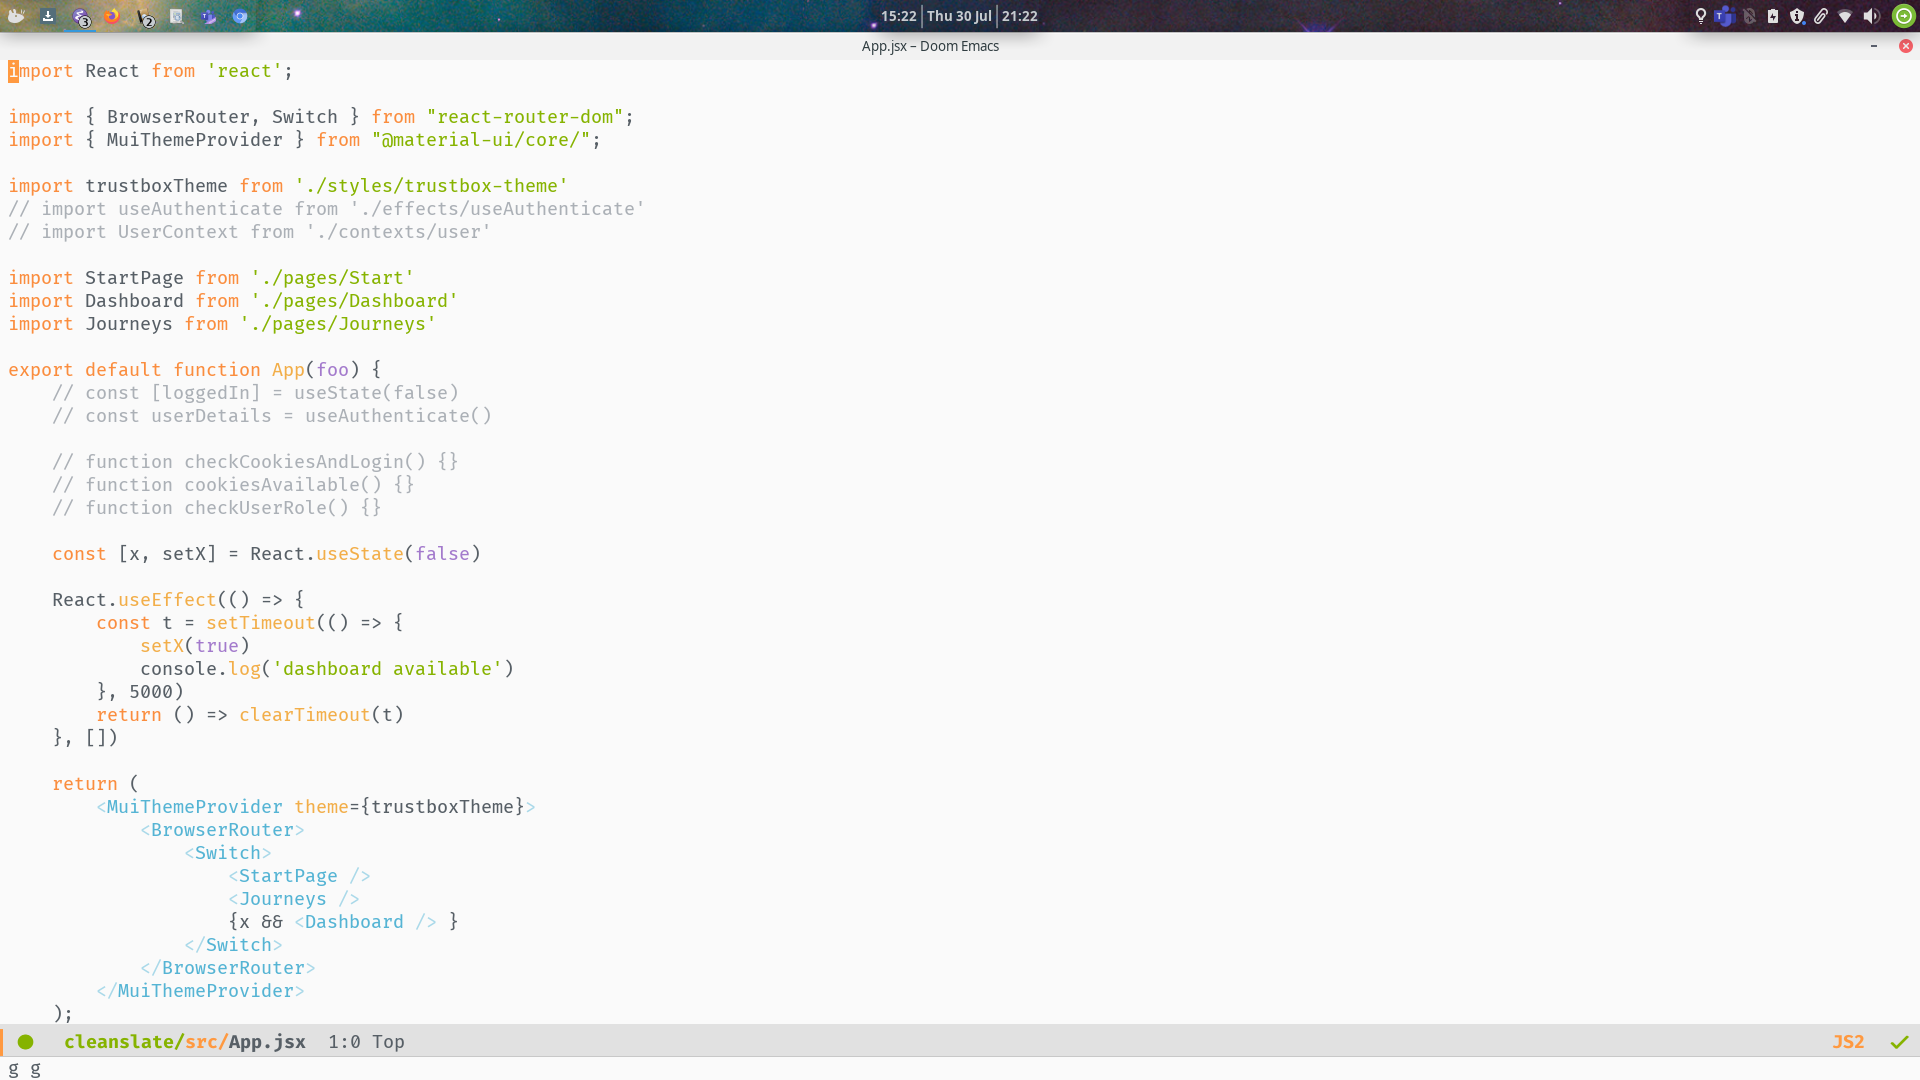 3
2
15:22 | Thu 30 Jul | 21:22
App.jsx – Doom Emacs
import React from 'react';
import { BrowserRouter, Switch } from "react-router-dom";
import { MuiThemeProvider } from "@material-ui/core/";
import trustboxTheme from './styles/trustbox-theme'
// import useAuthenticate from './effects/useAuthenticate'
// import UserContext from './contexts/user'
import StartPage from './pages/Start'
import Dashboard from './pages/Dashboard'
import Journeys from './pages/Journeys'
export default function App(foo) {
    // const [loggedIn] = useState(false)
    // const userDetails = useAuthenticate()
    // function checkCookiesAndLogin() {}
    // function cookiesAvailable() {}
    // function checkUserRole() {}
    const [x, setX] = React.useState(false)
    React.useEffect(() => {
        const t = setTimeout(() => {
            setX(true)
            console.log('dashboard available')
        }, 5000)
        return () => clearTimeout(t)
    }, [])
    return (
        <MuiThemeProvider theme={trustboxTheme}>
            <BrowserRouter>
                <Switch>
                    <StartPage />
                    <Journeys />
                    {x && <Dashboard /> }
                </Switch>
            </BrowserRouter>
        </MuiThemeProvider>
    );
cleanslate/src/App.jsx 1:0 Top JS2
g g